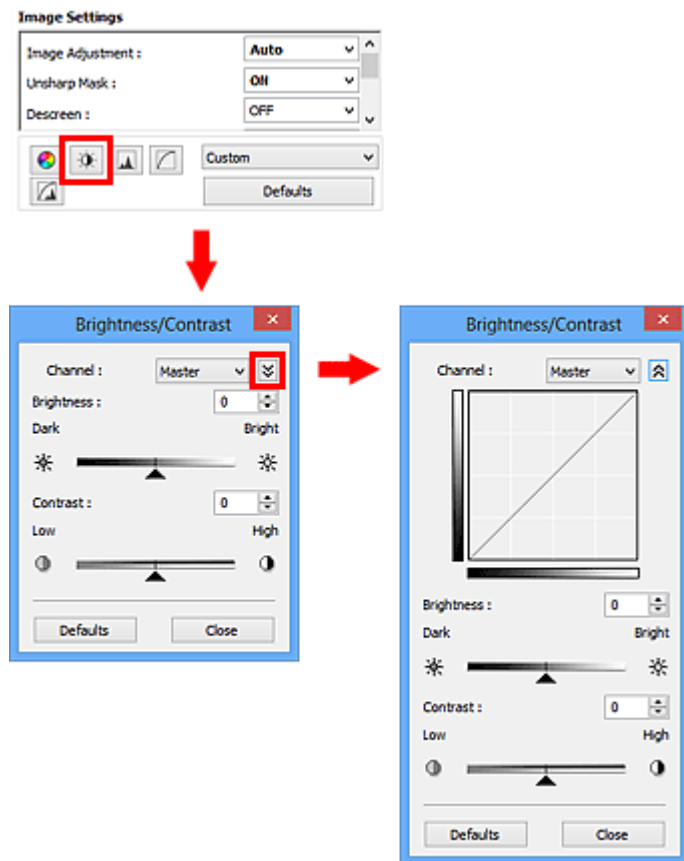 Image Settings
Image Adjustment : Auto
Unsharp Mask : ON
Descreen : OFF
Custom
Defaults
Brightness/Contrast
Channel : Master
Brightness : 0
Dark Bright
Contrast : 0
Low High
Defaults Close
Brightness/Contrast
Channel : Master
Brightness : 0
Dark Bright
Contrast : 0
Low High
Defaults Close